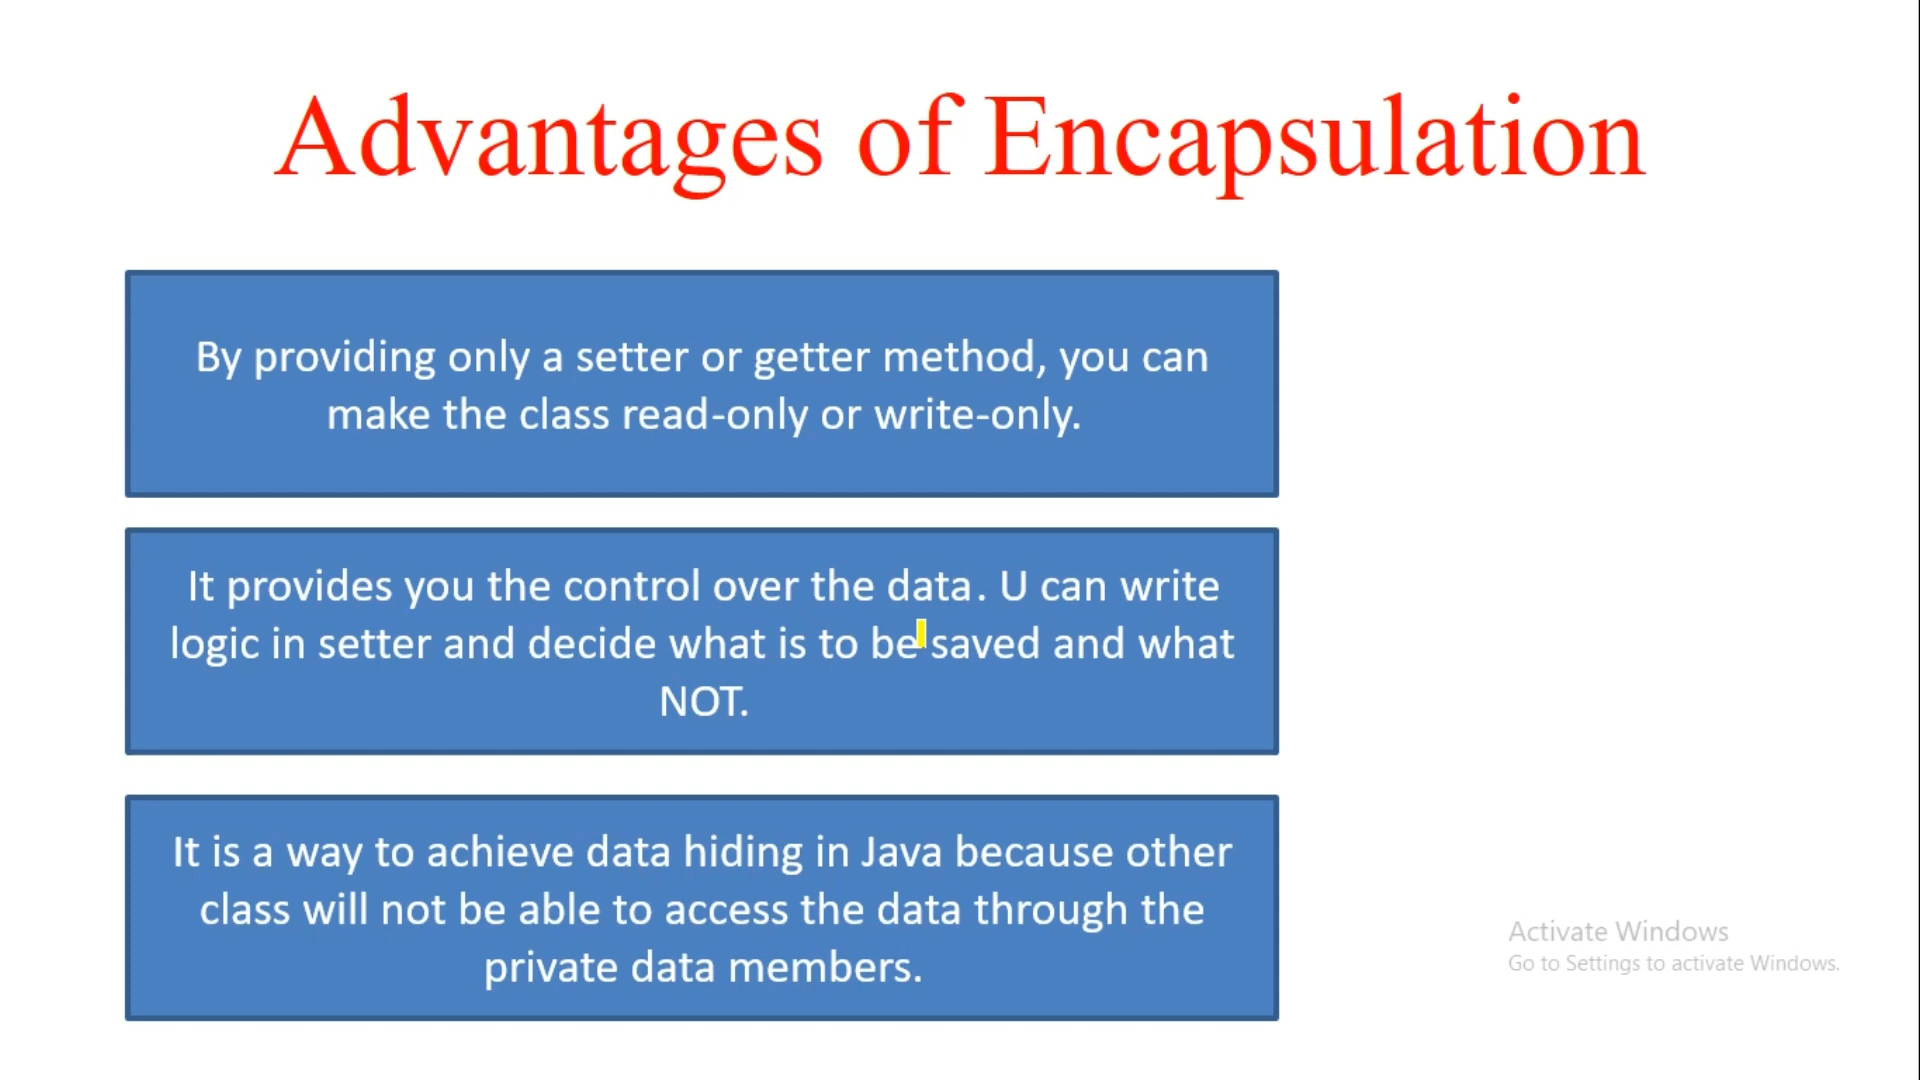 Advantages of Encapsulation
By providing only a setter or getter method, you can
make the class read-only or write-only.
It provides you the control over the data. U can write
logic in setter and decide what is to be saved and what
NOT.
It is a way to achieve data hiding in Java because other
class will not be able to access the data through the
private data members.
Activate Windows
Go to Settings to activate Windows.